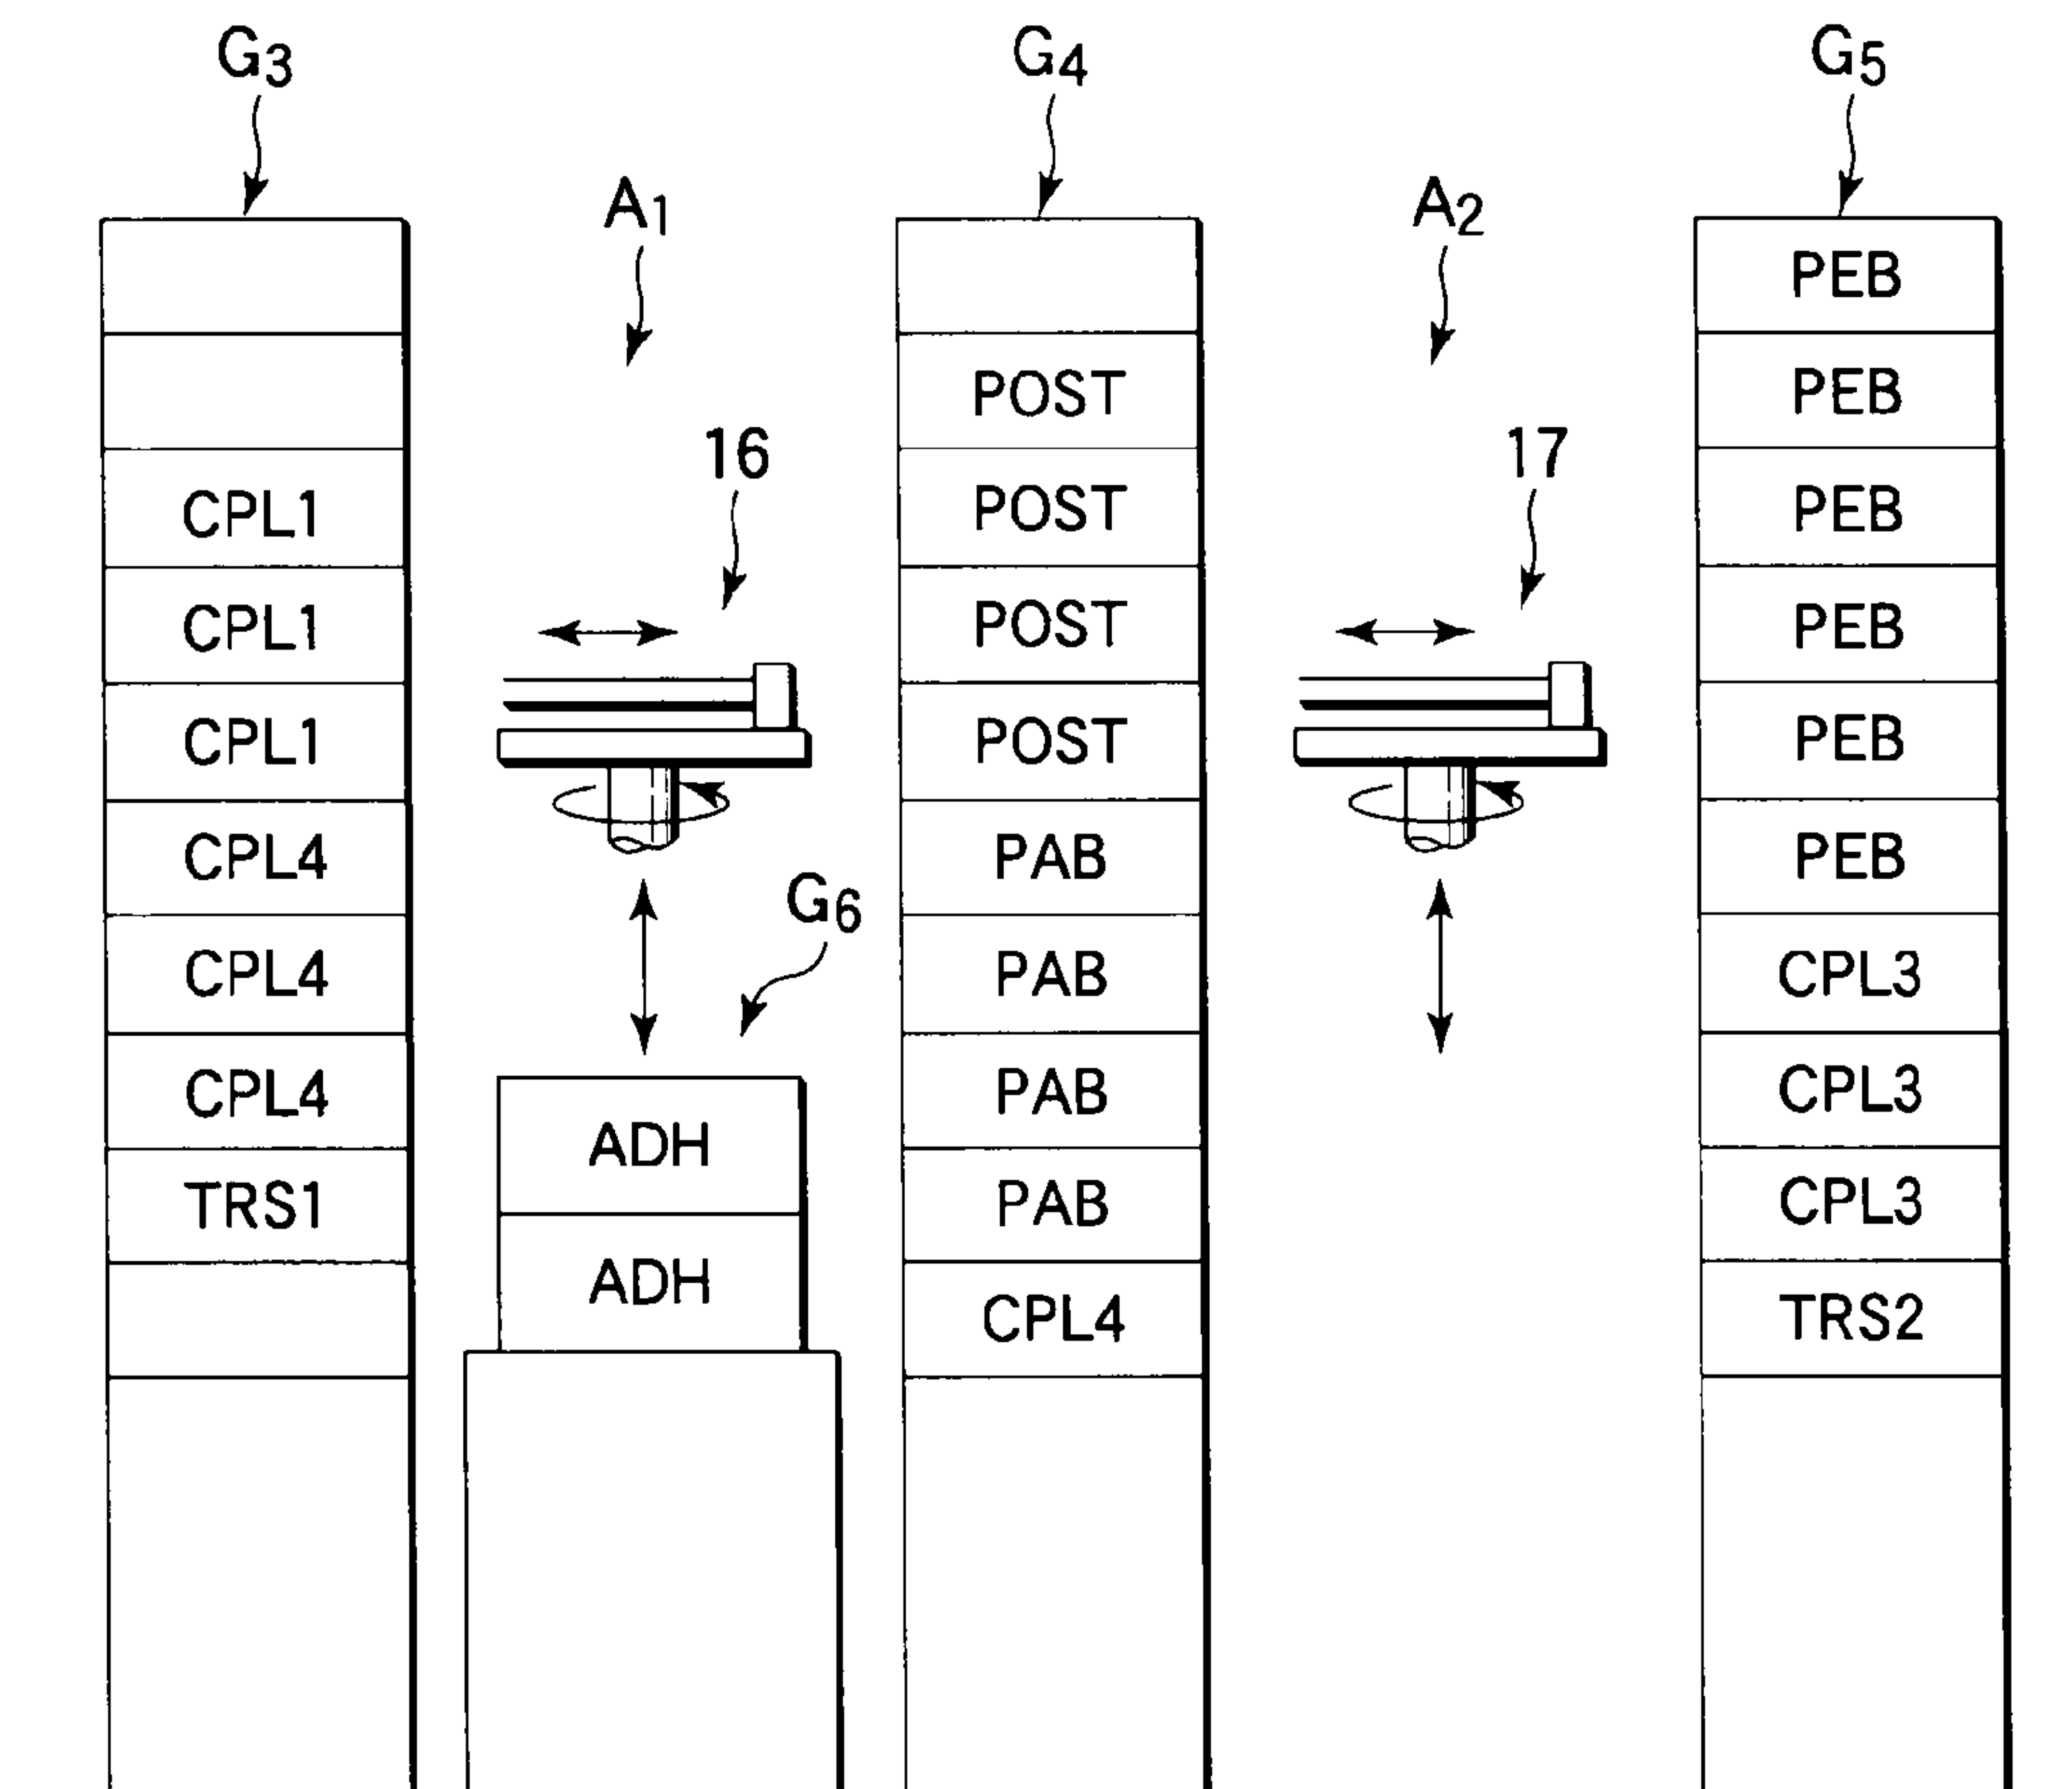 G3 G4 G5
A1 A2
PEB
POST PEB
16 17
CPL1 POST PEB
CPL1 POST PEB
CPL1 POST PEB
CPL4 PAB PEB
G6
CPL4 PAB CPL3
CPL4 PAB CPL3
ADH
TRS1 PAB CPL3
ADH
CPL4 TRS2